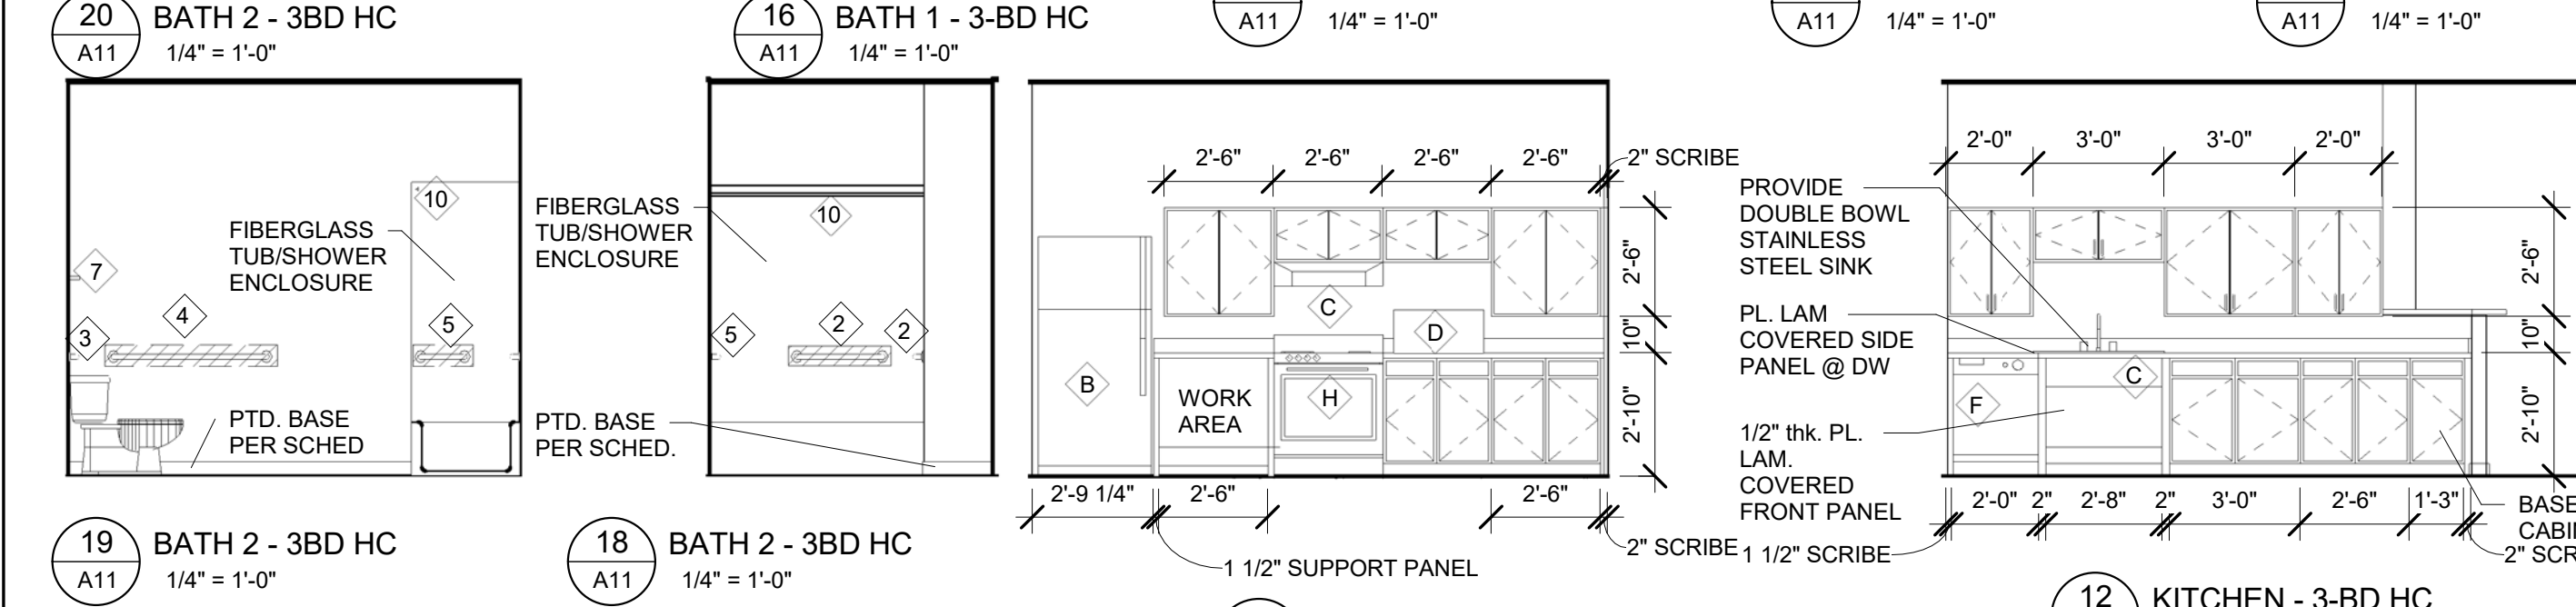 20
A11
BATH 2 - 3BD HC
1/4" = 1'-0"
16
A11
BATH 1 - 3-BD HC
1/4" = 1'-0"
A11
1/4" = 1'-0"
A11
1/4" = 1'-0"
A11
1/4" = 1'-0"
10
FIBERGLASS
TUB/SHOWER
ENCLOSURE
7
4
3
5
PTD. BASE
PER SCHED
19
A11
BATH 2 - 3BD HC
1/4" = 1'-0"
FIBERGLASS
TUB/SHOWER
ENCLOSURE
10
5
2
2
PTD. BASE
PER SCHED.
18
A11
BATH 2 - 3BD HC
1/4" = 1'-0"
2'-6"
2'-6"
2'-6"
2'-6"
2" SCRIBE
2'-6"
10"
2'-10"
C
D
B
WORK
AREA
H
2'-9 1/4"
2'-6"
2'-6"
2" SCRIBE
1 1/2" SUPPORT PANEL
2'-0"
3'-0"
3'-0"
2'-0"
PROVIDE
DOUBLE BOWL
STAINLESS
STEEL SINK
PL. LAM
COVERED SIDE
PANEL @ DW
1/2" thk. PL.
LAM.
COVERED
FRONT PANEL
1 1/2" SCRIBE
2'-6"
10"
2'-10"
C
F
2'-0"
2"
2'-8"
2"
3'-0"
2'-6"
1'-3"
BASE
CABI
2" SCR
12
KITCHEN - 3-BD HC